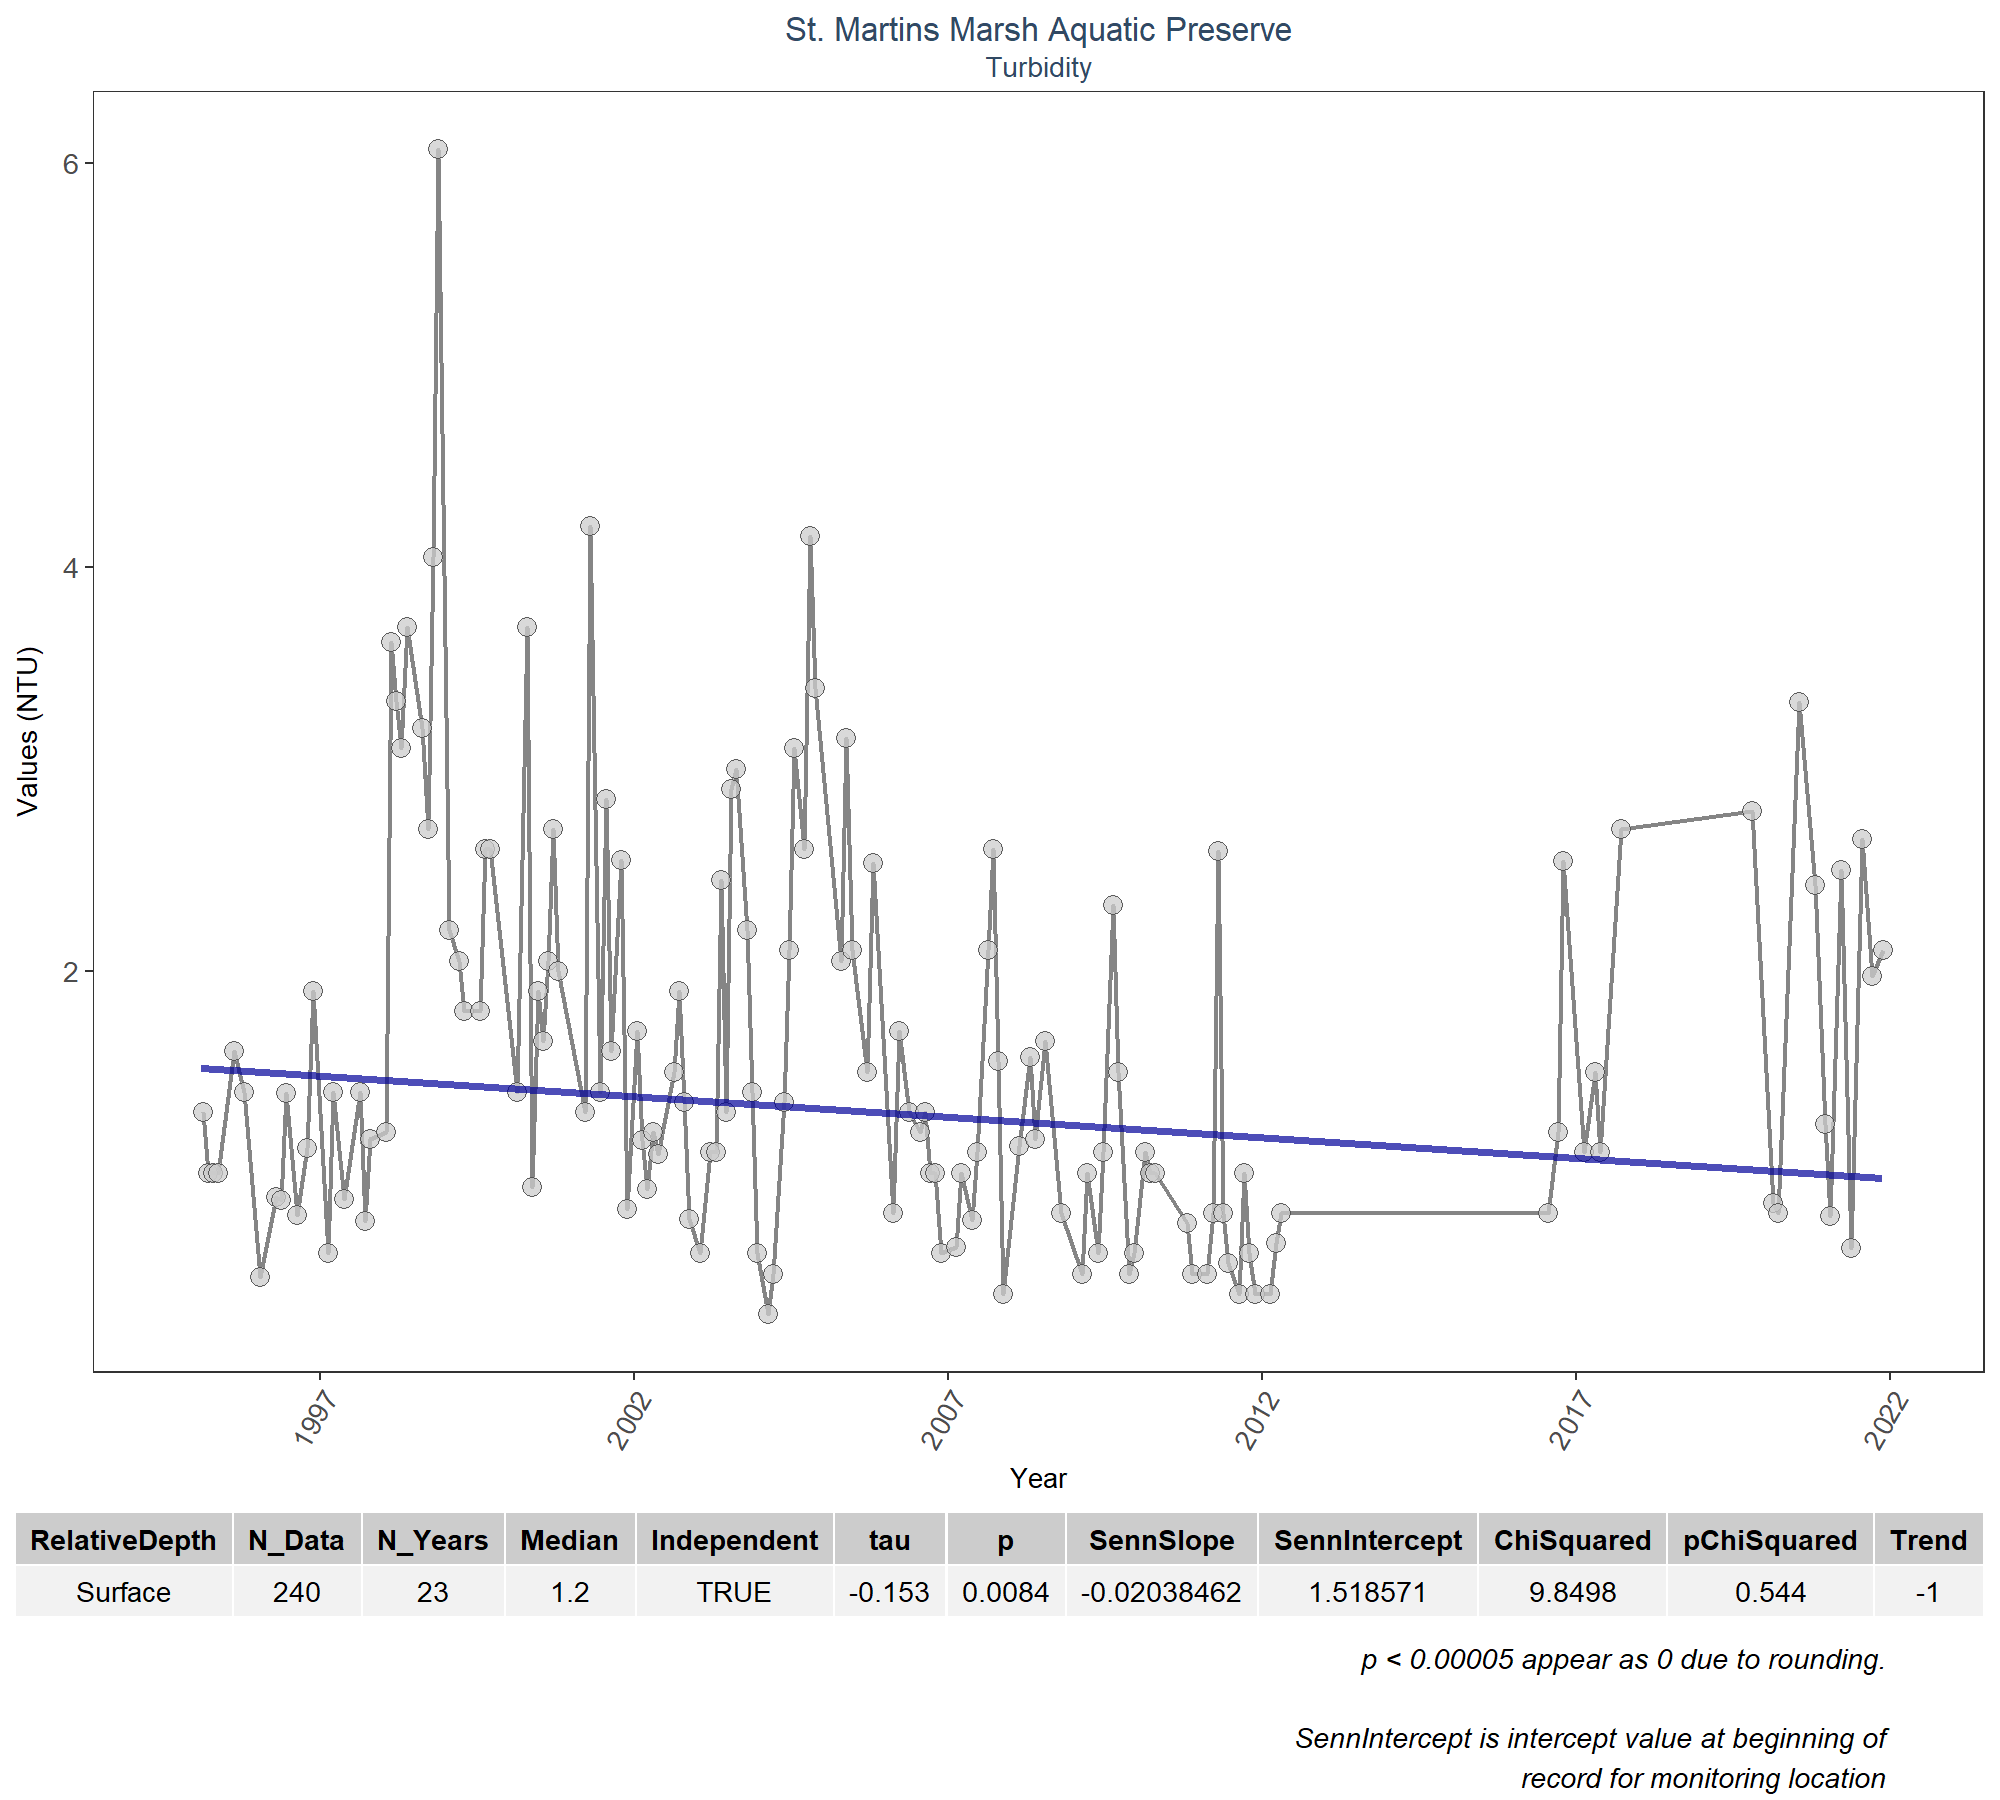 St. Martins Marsh Aquatic Preserve
Turbidity
Values (NTU)
6
4
2
1997 2002 2007 2012 2017 2022
Year
RelativeDepth N_Data N_Years Median Independent tau p SennSlope SennIntercept ChiSquared pChiSquared Trend
Surface 240 23 1.2 TRUE -0.153 0.0084 -0.02038462 1.518571 9.8498 0.544 -1
p < 0.00005 appear as 0 due to rounding.
SennIntercept is intercept value at beginning of
record for monitoring location